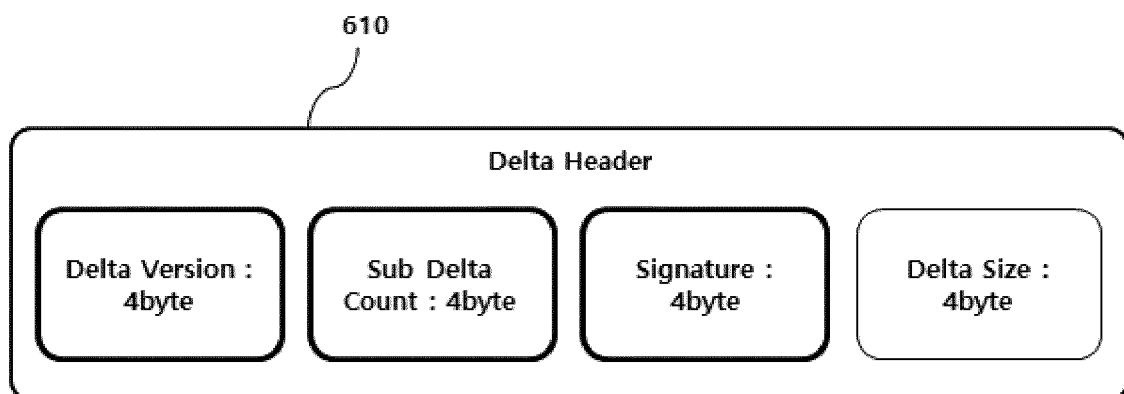 610
Delta Header
Delta Version :
4byte
Sub Delta
Count : 4byte
Signature :
4byte
Delta Size :
4byte